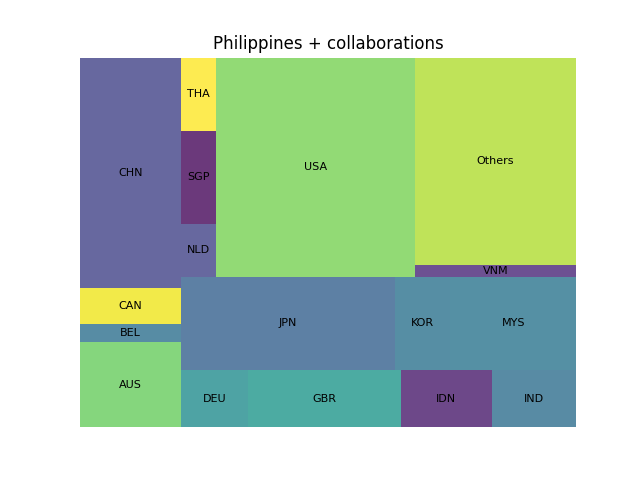 Philippines + collaborations
THA
CHN
SGP
USA
Others
NLD
VNM
CAN
BEL
JPN
KOR
MYS
AUS
DEU
GBR
IDN
IND